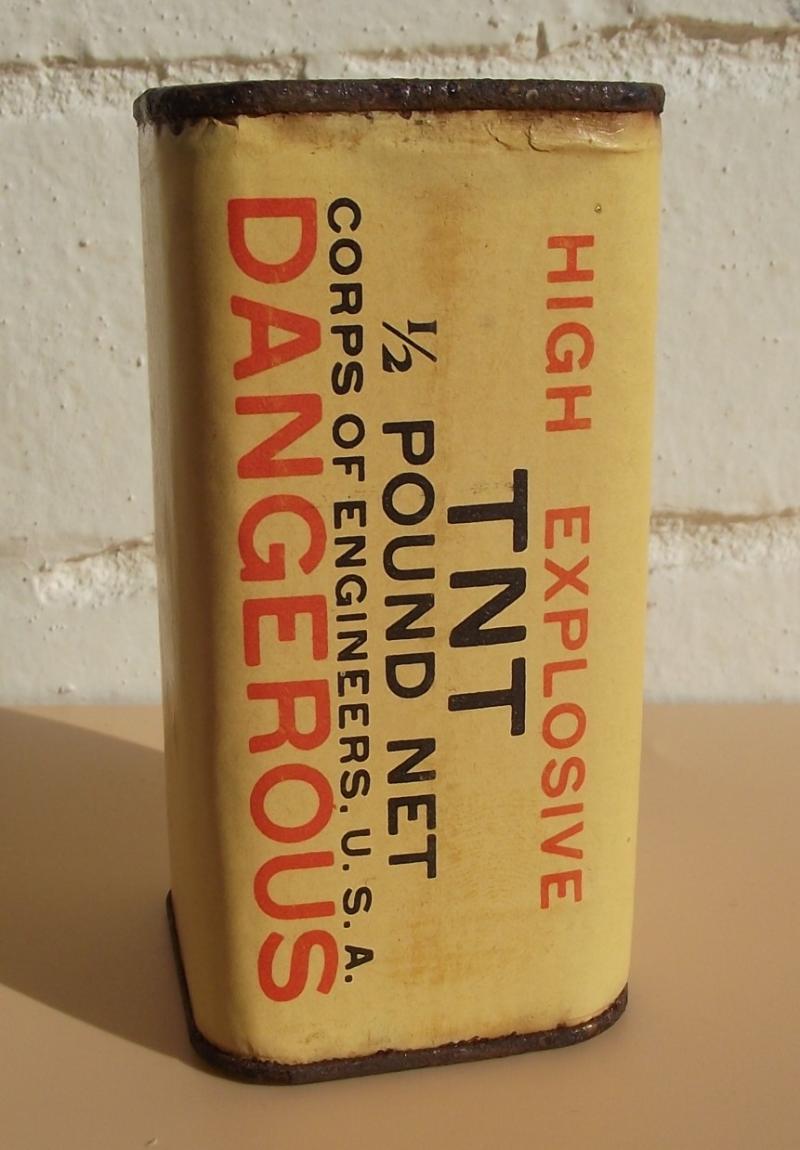 HIGH EXPLOSIVE
TNT
½ POUND NET
CORPS OF ENGINEERS. U. S. A.
DANGEROUS